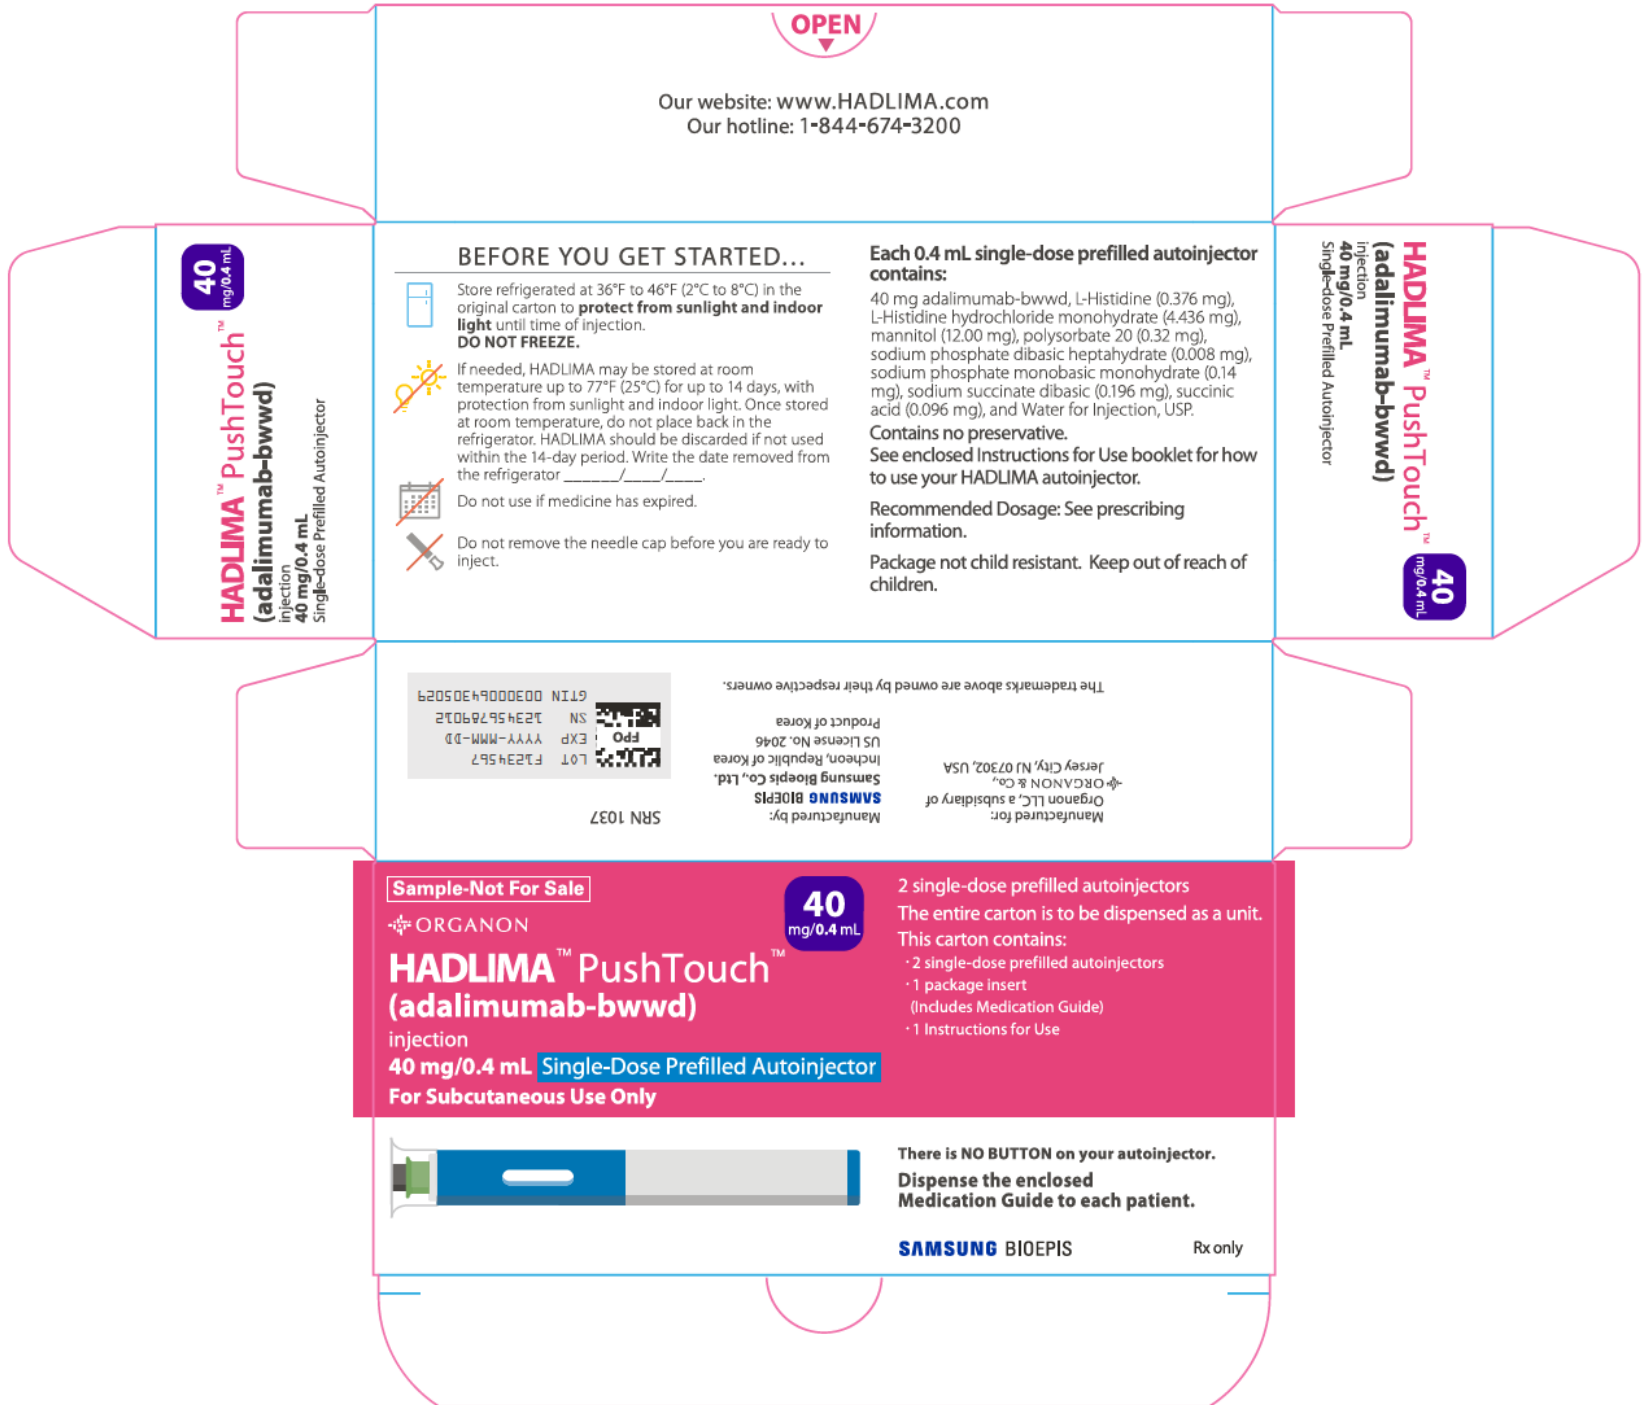 OPEN
Our website: www.HADLIMA.com
Our hotline: 1-844-674-3200
40
mg/0.4 mL
HADLIMA™ PushTouch™
(adalimumab-bwwd)
injection
40 mg/0.4 mL
Single-dose Prefilled Autoinjector
BEFORE YOU GET STARTED...
Store refrigerated at 36°F to 46°F (2°C to 8°C) in the
original carton to protect from sunlight and indoor
light until time of injection.
DO NOT FREEZE.
If needed, HADLIMA may be stored at room
temperature up to 77°F (25°C) for up to 14 days, with
protection from sunlight and indoor light. Once stored
at room temperature, do not place back in the
refrigerator. HADLIMA should be discarded if not used
within the 14-day period. Write the date removed from
the refrigerator ______/____/____.
Do not use if medicine has expired.
Do not remove the needle cap before you are ready to
inject.
Each 0.4 mL single-dose prefilled autoinjector
contains:
40 mg adalimumab-bwwd, L-Histidine (0.376 mg),
L-Histidine hydrochloride monohydrate (4.436 mg),
mannitol (12.00 mg), polysorbate 20 (0.32 mg),
sodium phosphate dibasic heptahydrate (0.008 mg),
sodium phosphate monobasic monohydrate (0.14
mg), sodium succinate dibasic (0.196 mg), succinic
acid (0.096 mg), and Water for Injection, USP.
Contains no preservative.
See enclosed Instructions for Use booklet for how
to use your HADLIMA autoinjector.
Recommended Dosage: See prescribing
information.
Package not child resistant. Keep out of reach of
children.
HADLIMA™ PushTouch™
(adalimumab-bwwd)
injection
40 mg/0.4 mL
Single-dose Prefilled Autoinjector
40
mg/0.4 mL
Manufactured for:
Organon LLC, a subsidiary of
ORGANON & Co.,
Jersey City, NJ 07302, USA
Manufactured by:
SAMSUNG BIOEPIS
Samsung Bioepis Co., Ltd.
Incheon, Republic of Korea
US License No. 2046
Product of Korea
The trademarks above are owned by their respective owners.
SRN 1037
FPO
LOT F1234567
EXP YYYY-MMM-DD
SN 123456789012
GTIN 00300064305029
Sample-Not For Sale
ORGANON
40
mg/0.4 mL
HADLIMA™ PushTouch™
(adalimumab-bwwd)
injection
40 mg/0.4 mL Single-Dose Prefilled Autoinjector
For Subcutaneous Use Only
2 single-dose prefilled autoinjectors
The entire carton is to be dispensed as a unit.
This carton contains:
· 2 single-dose prefilled autoinjectors
· 1 package insert
(Includes Medication Guide)
· 1 Instructions for Use
There is NO BUTTON on your autoinjector.
Dispense the enclosed
Medication Guide to each patient.
SAMSUNG BIOEPIS
Rx only